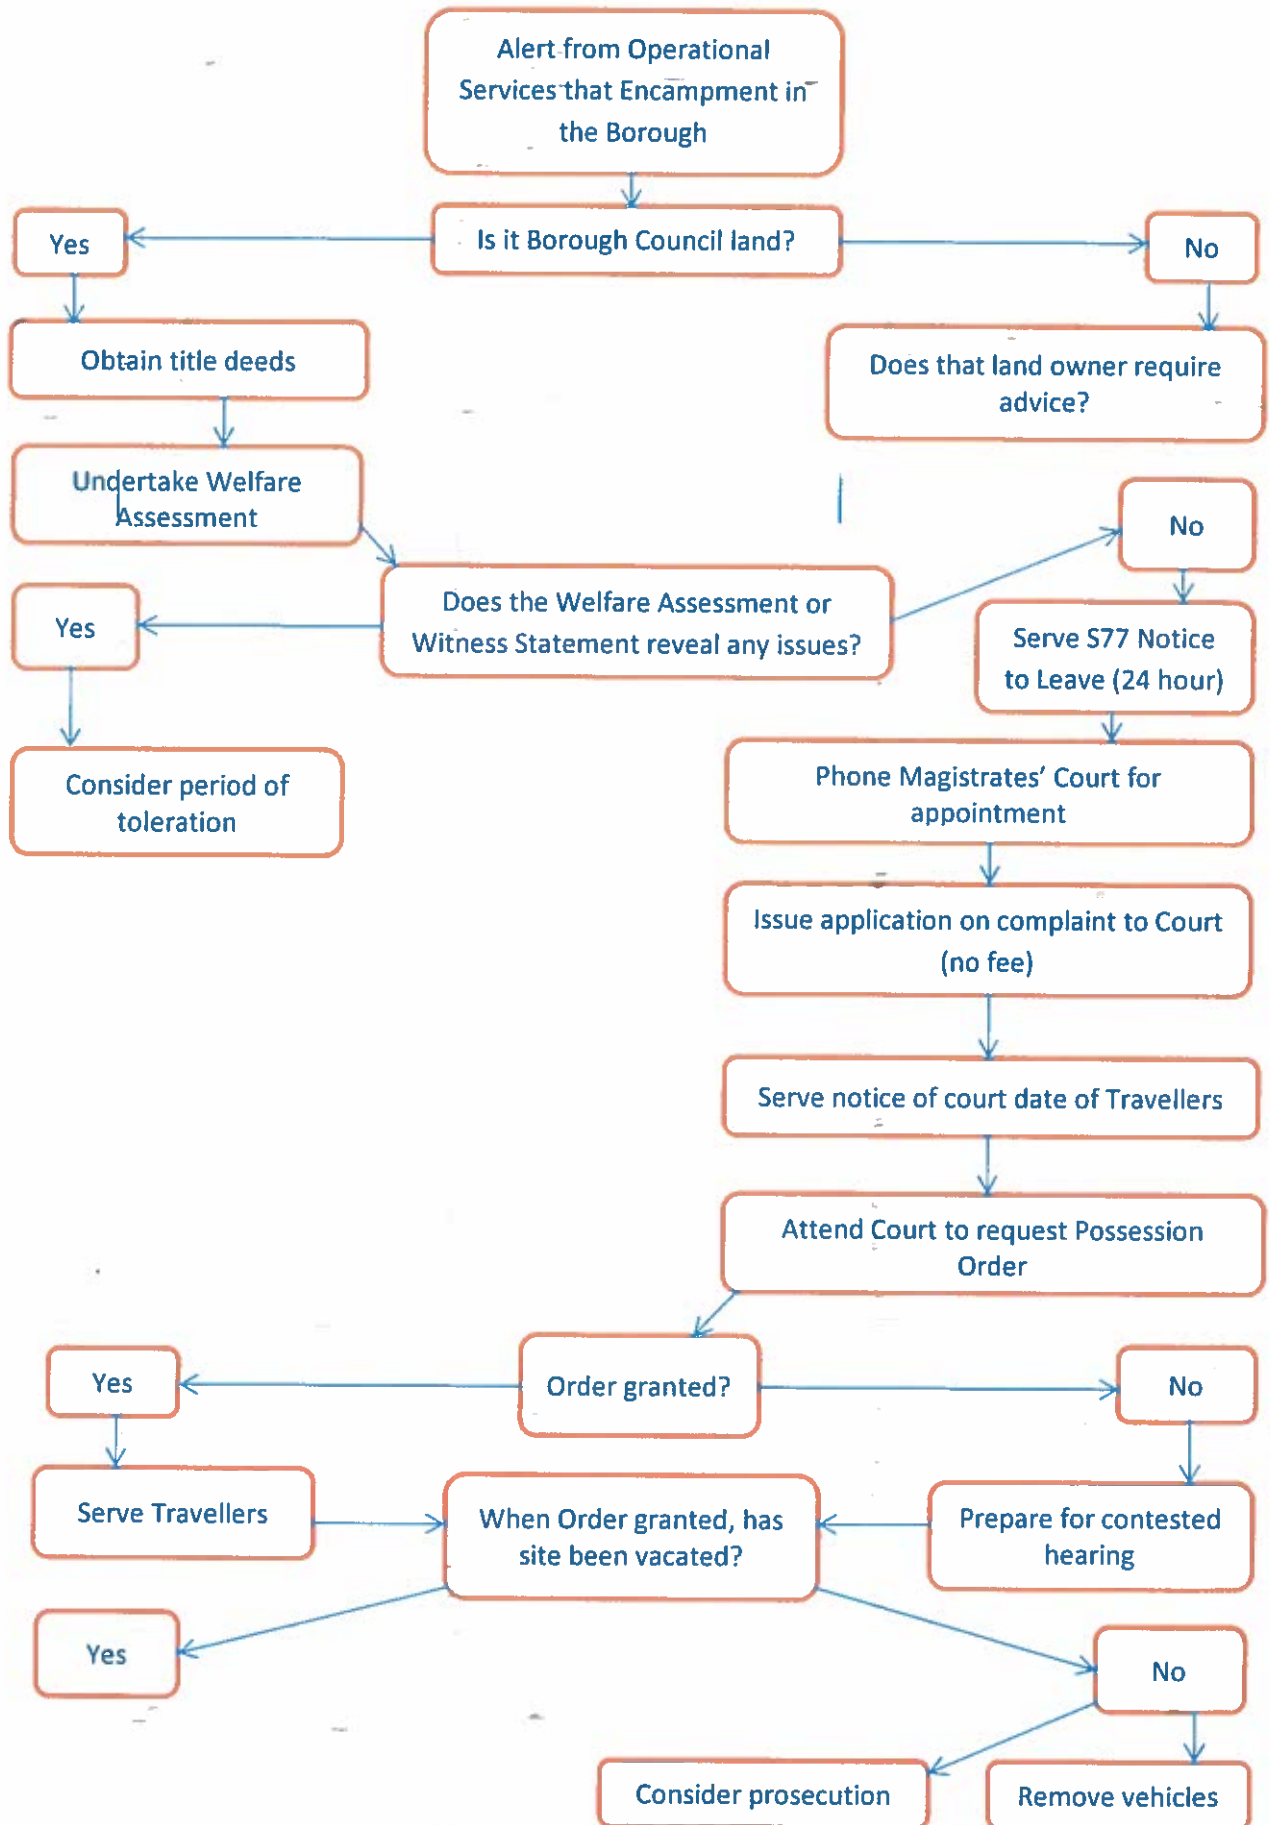 Alert from Operational
Services that Encampment in
the Borough
Yes
Is it Borough Council land?
No
Obtain title deeds
Does that land owner require
advice?
Undertake Welfare
Assessment
No
Does the Welfare Assessment or
Witness Statement reveal any issues?
Yes
Serve S77 Notice
to Leave (24 hour)
Consider period of
toleration
Phone Magistrates' Court for
appointment
Issue application on complaint to Court
(no fee)
Serve notice of court date of Travellers
Attend Court to request Possession
Order
Yes
Order granted?
No
Serve Travellers
When Order granted, has
site been vacated?
Prepare for contested
hearing
Yes
No
Consider prosecution
Remove vehicles